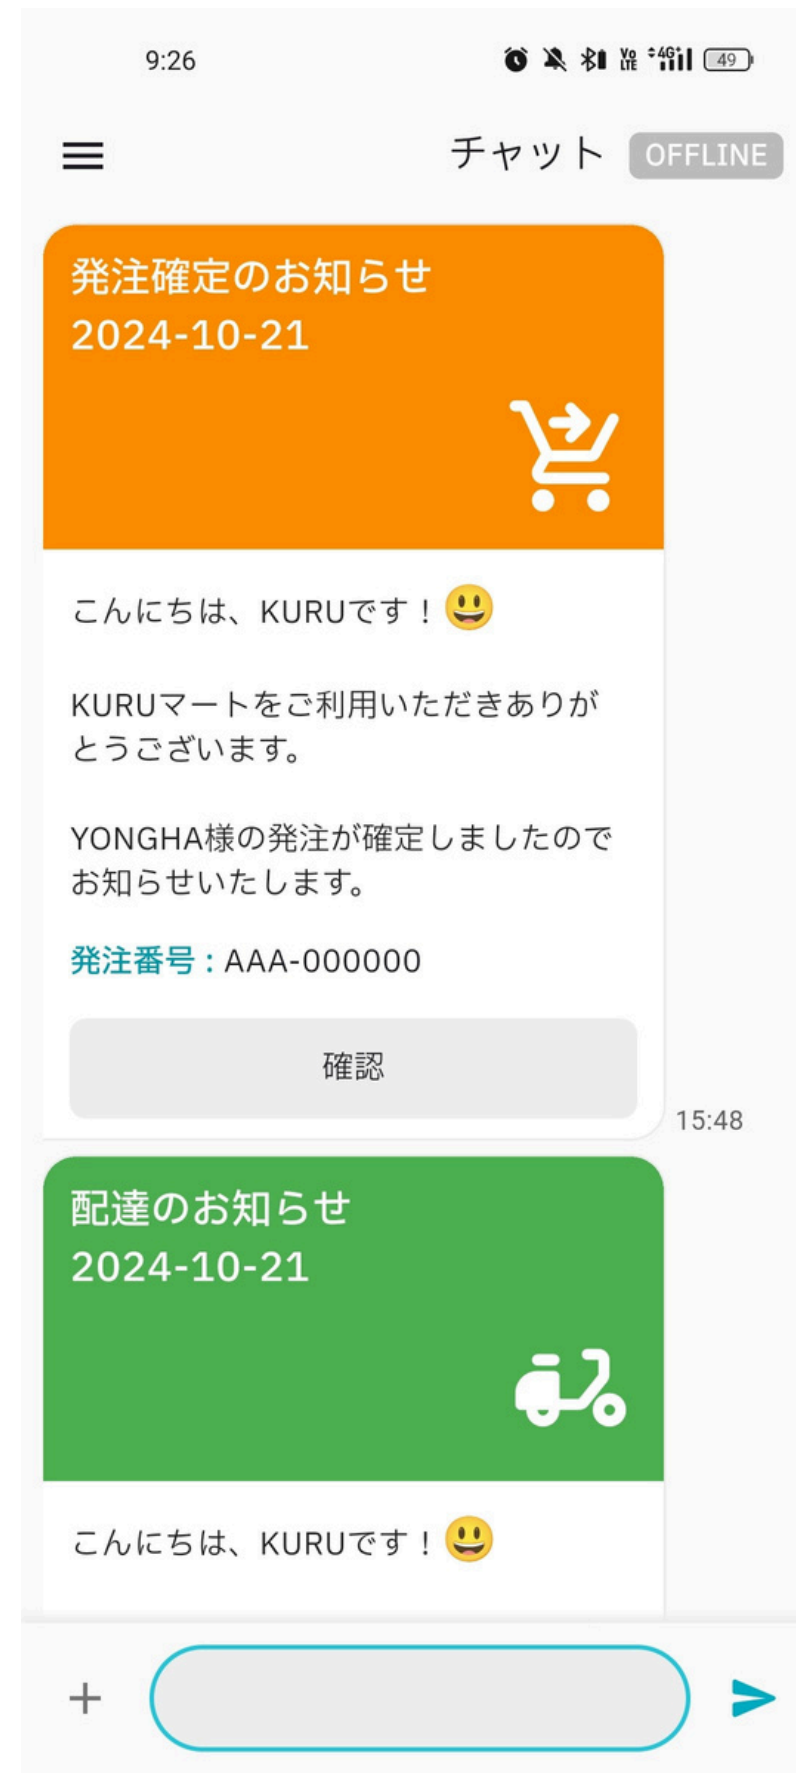 9:26
Vo LTE 4G+ 49
チャット OFFLINE
発注確定のお知らせ
2024-10-21
こんにちは、KURUです！😃
KURUマートをご利用いただきありが
とうございます。
YONGHA様の発注が確定しましたので
お知らせいたします。
発注番号 : AAA-000000
確認
15:48
配達のお知らせ
2024-10-21
こんにちは、KURUです！😃